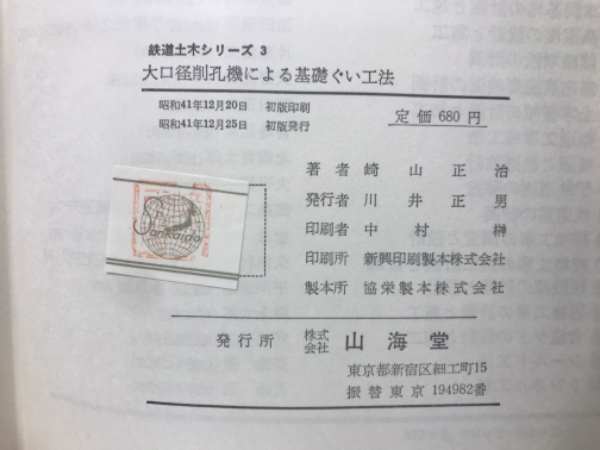 鉄道土木シリーズ 3
大口径削孔機による基礎ぐい工法
昭和41年12月20日 初版印刷
昭和41年12月25日 初版発行
定価 680 円
著者 崎山正治
発行者 川井正男
印刷者 中村榊
印刷所 新興印刷製本株式会社
製本所 協栄製本株式会社
Sankaido
発行所 株式会社 山海堂
東京都新宿区細工町15
振替東京 194982番